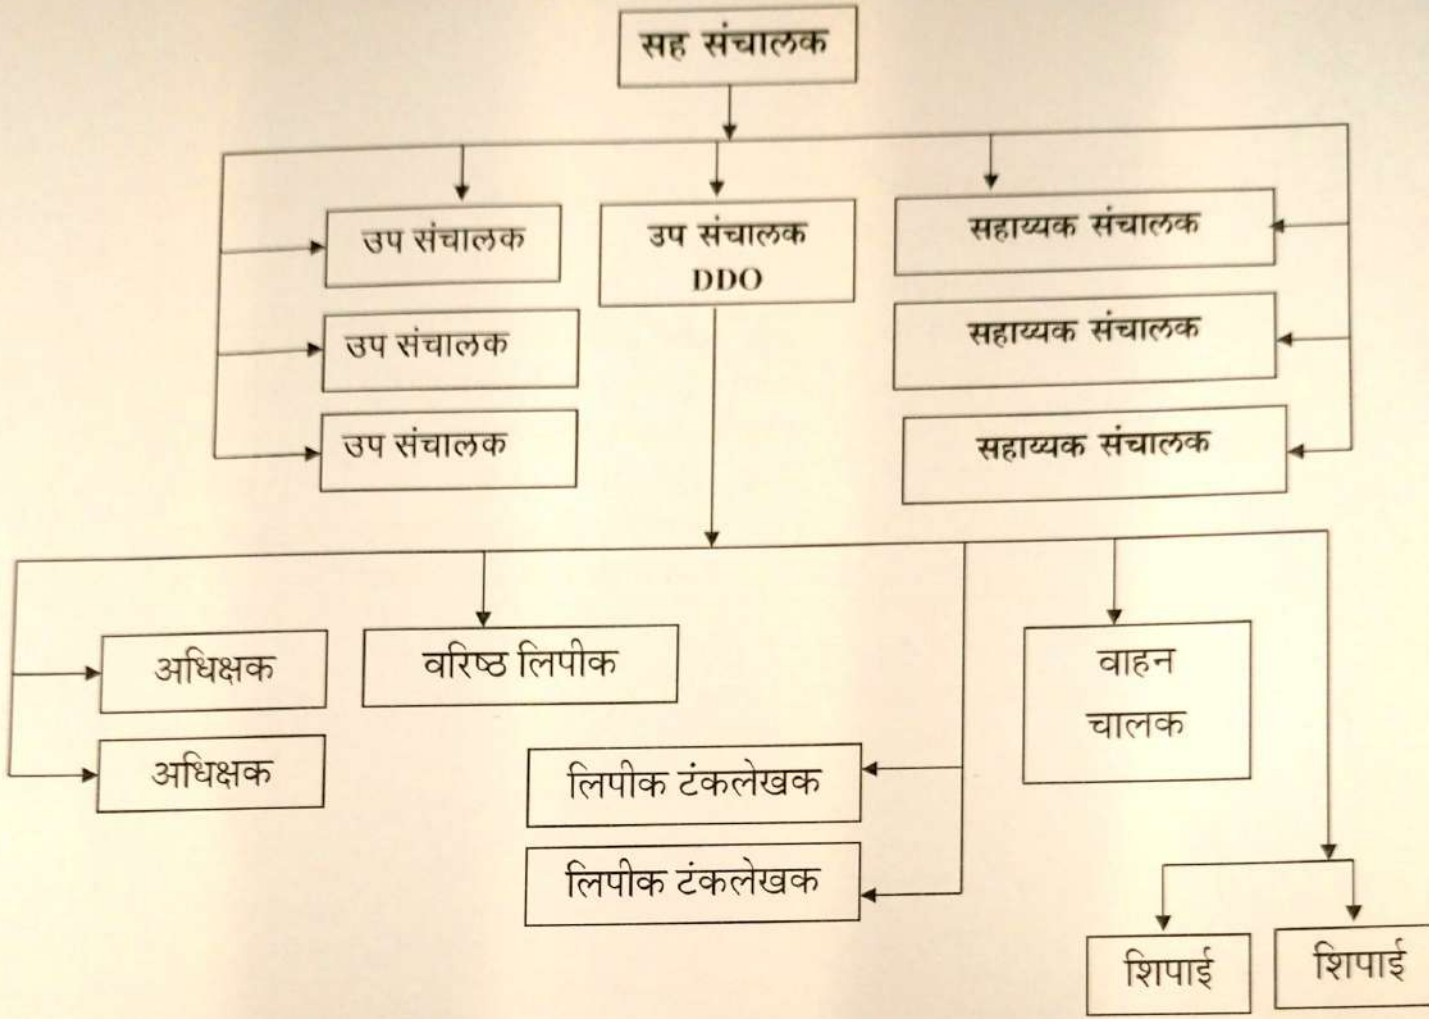 सह संचालक
उप संचालक
उप संचालक
DDO
सहाय्यक संचालक
उप संचालक
सहाय्यक संचालक
उप संचालक
सहाय्यक संचालक
अधिक्षक
वरिष्ठ लिपीक
वाहन
चालक
अधिक्षक
लिपीक टंकलेखक
लिपीक टंकलेखक
शिपाई
शिपाई